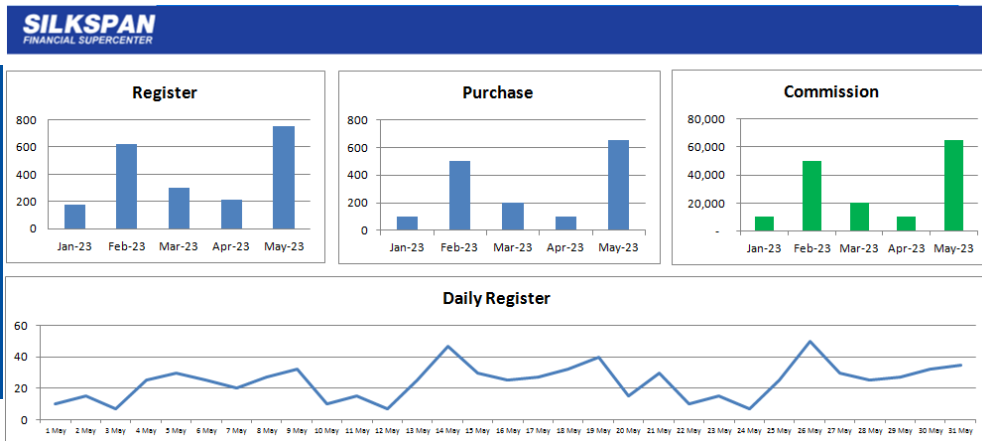 SILKSPAN
FINANCIAL SUPERCENTER
Register
800
600
400
200
0
Jan-23 Feb-23 Mar-23 Apr-23 May-23
Purchase
800
600
400
200
0
Jan-23 Feb-23 Mar-23 Apr-23 May-23
Commission
80,000
60,000
40,000
20,000
-
Jan-23 Feb-23 Mar-23 Apr-23 May-23
Daily Register
60
40
20
0
1 May 2 May 3 May 4 May 5 May 6 May 7 May 8 May 9 May 10 May 11 May 12 May 13 May 14 May 15 May 16 May 17 May 18 May 19 May 20 May 21 May 22 May 23 May 24 May 25 May 26 May 27 May 28 May 29 May 30 May 31 May